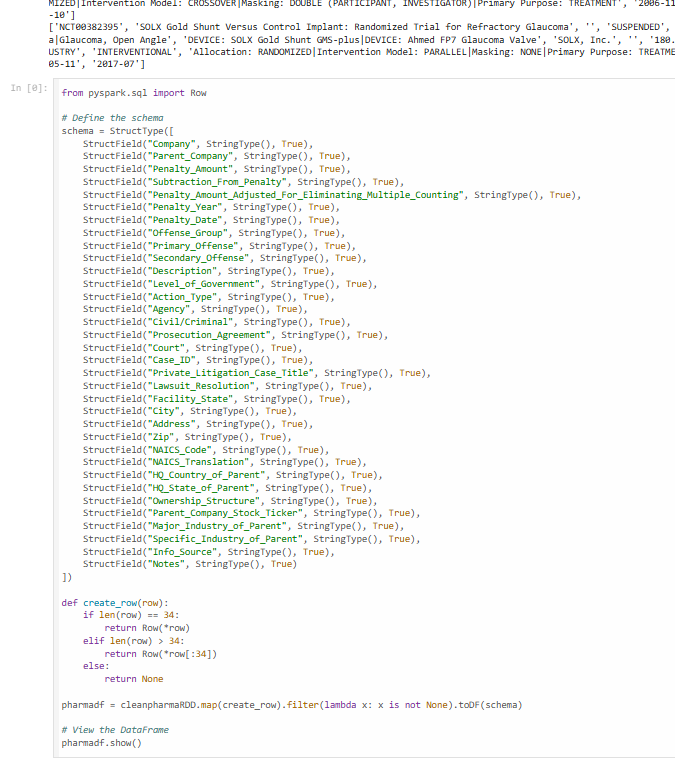 MIZED|Intervention Model: CROSSOVER|Masking: DOUBLE (PARTICIPANT, INVESTIGATOR)|Primary Purpose: TREATMENT', '2006-11
-10']
['NCT00382395', 'SOLX Gold Shunt Versus Control Implant: Randomized Trial for Refractory Glaucoma', '', 'SUSPENDED',
a|Glaucoma, Open Angle', 'DEVICE: SOLX Gold Shunt GMS-plus|DEVICE: Ahmed FP7 Glaucoma Valve', 'SOLX, Inc.', '', '180.
USTRY', 'INTERVENTIONAL', 'Allocation: RANDOMIZED|Intervention Model: PARALLEL|Masking: NONE|Primary Purpose: TREATME
05-11', '2017-07']
In [0]:
from pyspark.sql import Row

# Define the schema
schema = StructType([
    StructField("Company", StringType(), True),
    StructField("Parent_Company", StringType(), True),
    StructField("Penalty_Amount", StringType(), True),
    StructField("Subtraction_From_Penalty", StringType(), True),
    StructField("Penalty_Amount_Adjusted_For_Eliminating_Multiple_Counting", StringType(), True),
    StructField("Penalty_Year", StringType(), True),
    StructField("Penalty_Date", StringType(), True),
    StructField("Offense_Group", StringType(), True),
    StructField("Primary_Offense", StringType(), True),
    StructField("Secondary_Offense", StringType(), True),
    StructField("Description", StringType(), True),
    StructField("Level_of_Government", StringType(), True),
    StructField("Action_Type", StringType(), True),
    StructField("Agency", StringType(), True),
    StructField("Civil/Criminal", StringType(), True),
    StructField("Prosecution_Agreement", StringType(), True),
    StructField("Court", StringType(), True),
    StructField("Case_ID", StringType(), True),
    StructField("Private_Litigation_Case_Title", StringType(), True),
    StructField("Lawsuit_Resolution", StringType(), True),
    StructField("Facility_State", StringType(), True),
    StructField("City", StringType(), True),
    StructField("Address", StringType(), True),
    StructField("Zip", StringType(), True),
    StructField("NAICS_Code", StringType(), True),
    StructField("NAICS_Translation", StringType(), True),
    StructField("HQ_Country_of_Parent", StringType(), True),
    StructField("HQ_State_of_Parent", StringType(), True),
    StructField("Ownership_Structure", StringType(), True),
    StructField("Parent_Company_Stock_Ticker", StringType(), True),
    StructField("Major_Industry_of_Parent", StringType(), True),
    StructField("Specific_Industry_of_Parent", StringType(), True),
    StructField("Info_Source", StringType(), True),
    StructField("Notes", StringType(), True)
])

def create_row(row):
    if len(row) == 34:
        return Row(*row)
    elif len(row) > 34:
        return Row(*row[:34])
    else:
        return None

pharmadf = cleanpharmaRDD.map(create_row).filter(lambda x: x is not None).toDF(schema)

# View the DataFrame
pharmadf.show()